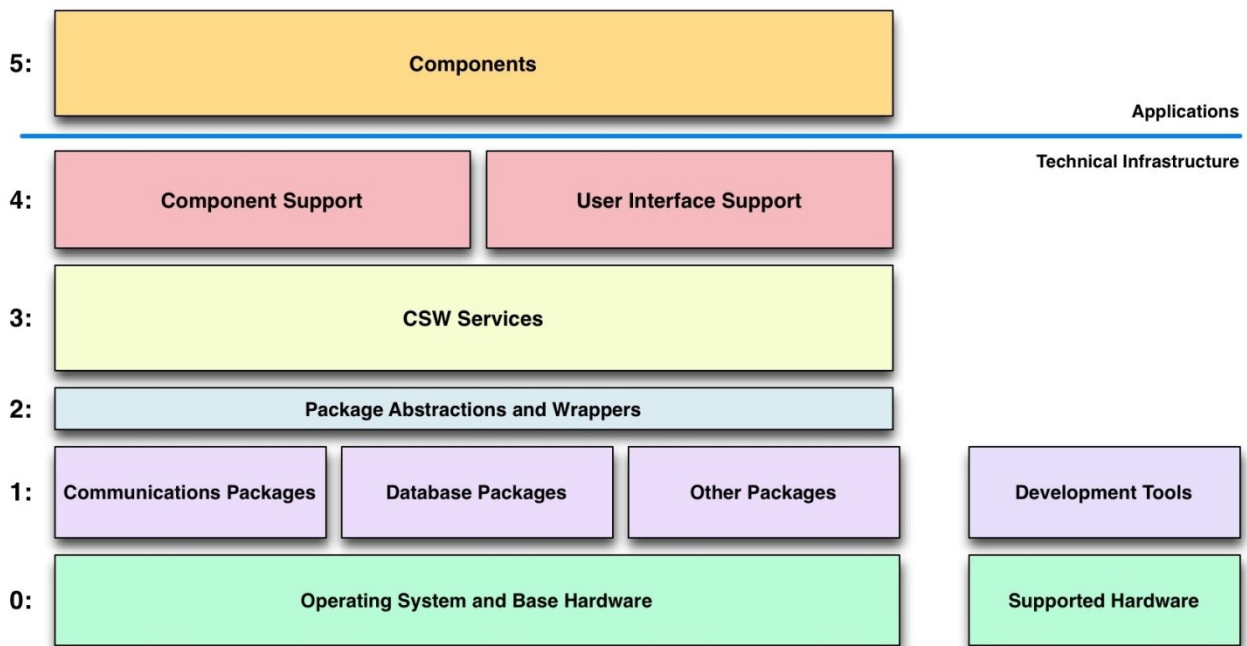 5:
Components
Applications
Technical Infrastructure
4:
Component Support
User Interface Support
3:
CSW Services
2:
Package Abstractions and Wrappers
1:
Communications Packages
Database Packages
Other Packages
Development Tools
0:
Operating System and Base Hardware
Supported Hardware